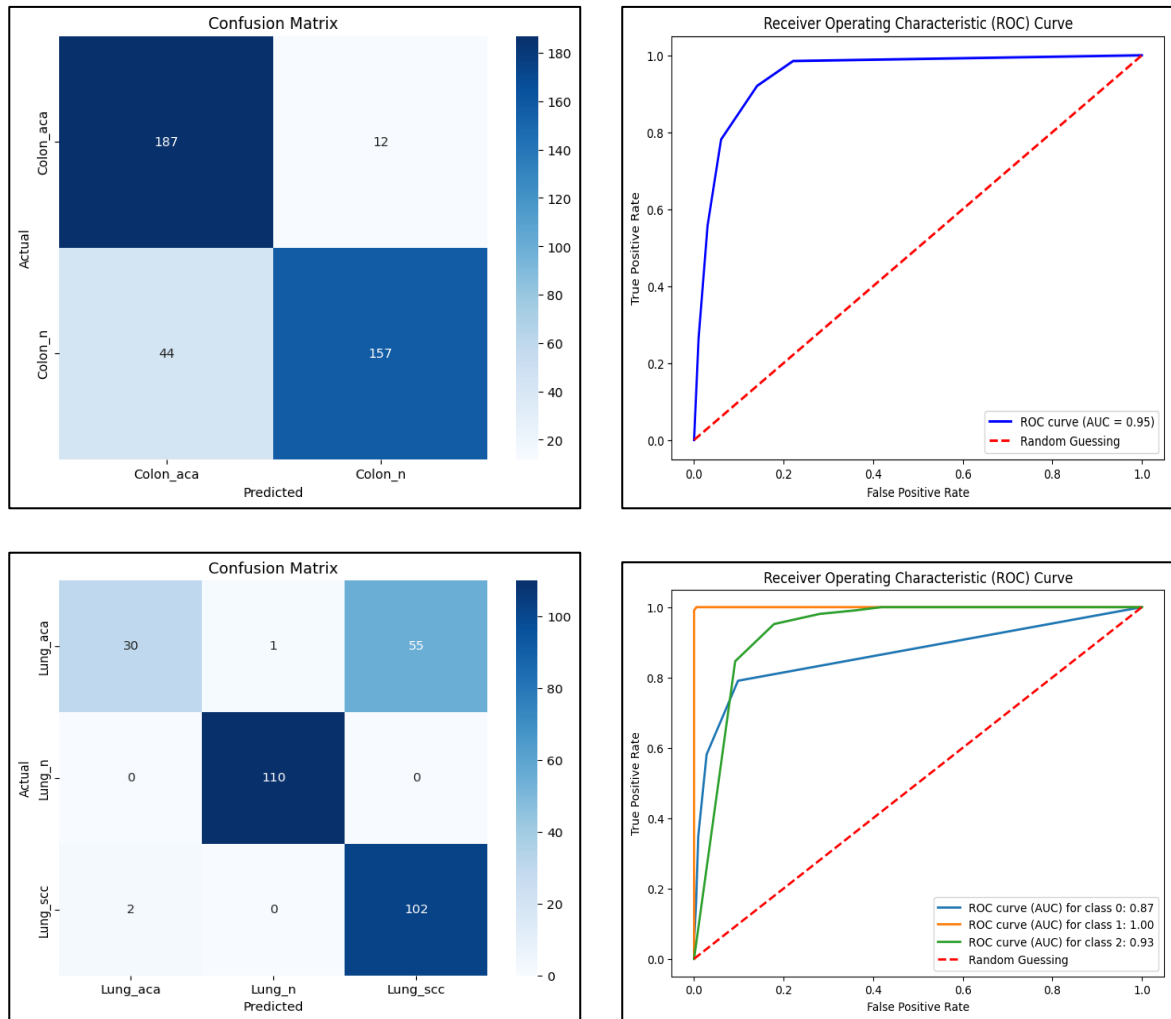 Confusion Matrix
Colon_aca
Colon_n
Actual
187
12
44
157
Colon_aca
Colon_n
Predicted
180
160
140
120
100
80
60
40
20
Receiver Operating Characteristic (ROC) Curve
True Positive Rate
1.0
0.8
0.6
0.4
0.2
0.0
0.0
0.2
0.4
0.6
0.8
1.0
False Positive Rate
ROC curve (AUC = 0.95)
Random Guessing
Confusion Matrix
Lung_aca
Lung_n
Lung_scc
Actual
30
1
55
0
110
0
2
0
102
Lung_aca
Lung_n
Lung_scc
Predicted
100
80
60
40
20
0
Receiver Operating Characteristic (ROC) Curve
True Positive Rate
1.0
0.8
0.6
0.4
0.2
0.0
0.0
0.2
0.4
0.6
0.8
1.0
False Positive Rate
ROC curve (AUC) for class 0: 0.87
ROC curve (AUC) for class 1: 1.00
ROC curve (AUC) for class 2: 0.93
Random Guessing